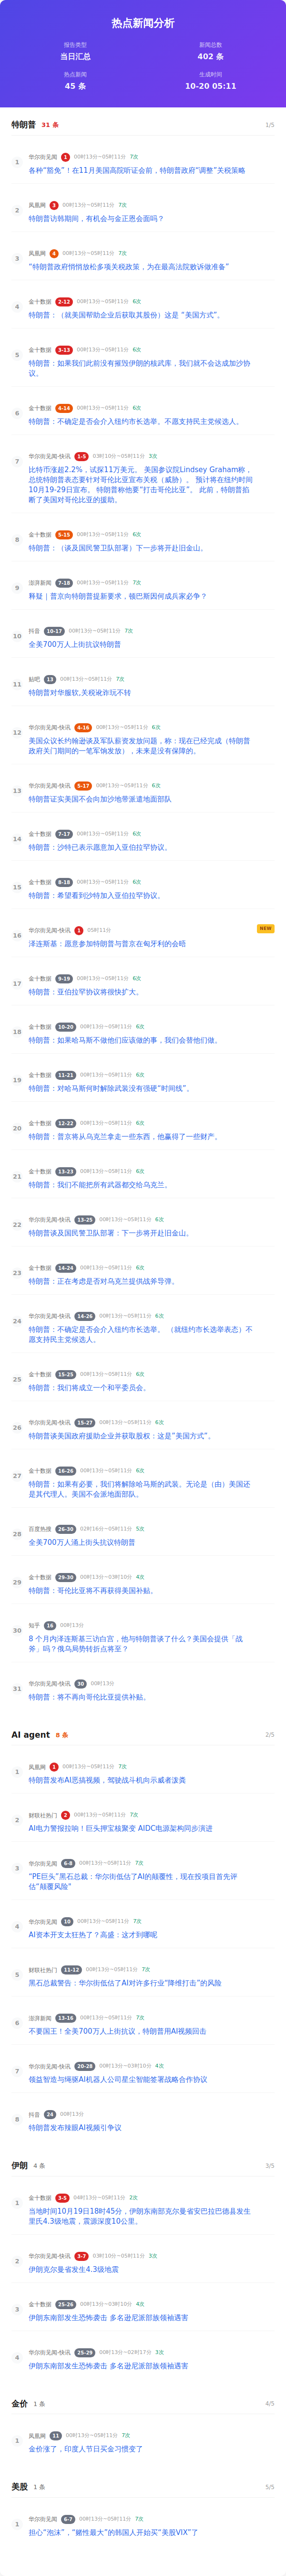 热点新闻分析
报告类型
当日汇总
新闻总数
402 条
热点新闻
45 条
生成时间
10-20 05:11
特朗普 31 条 1/5
1
华尔街见闻 1 00时13分~05时11分 7次
各种“豁免”！在11月美国高院听证会前，特朗普政府“调整”关税策略
2
凤凰网 3 00时13分~05时11分 7次
特朗普访韩期间，有机会与金正恩会面吗？
3
凤凰网 4 00时13分~05时11分 7次
“特朗普政府悄悄放松多项关税政策，为在最高法院败诉做准备”
4
金十数据 2-12 00时13分~05时11分 6次
特朗普：（就美国帮助企业后获取其股份）这是 “美国方式”。
5
金十数据 3-13 00时13分~05时11分 6次
特朗普：如果我们此前没有摧毁伊朗的核武库，我们就不会达成加沙协
议。
6
金十数据 4-14 00时13分~05时11分 6次
特朗普：不确定是否会介入纽约市长选举。不愿支持民主党候选人。
7
华尔街见闻-快讯 1-5 03时10分~05时11分 3次
比特币涨超2.2%，试探11万美元。 美国参议院Lindsey Graham称，
总统特朗普表态要针对哥伦比亚宣布关税（威胁）。 预计将在纽约时间
10月19-29日宣布。 特朗普称他要“打击哥伦比亚”。 此前，特朗普掐
断了美国对哥伦比亚的援助。
8
金十数据 5-15 00时13分~05时11分 6次
特朗普：（谈及国民警卫队部署）下一步将开赴旧金山。
9
澎湃新闻 7-18 00时13分~05时11分 7次
释疑｜普京向特朗普提新要求，顿巴斯因何成兵家必争？
10
抖音 10-17 00时13分~05时11分 7次
全美700万人上街抗议特朗普
11
贴吧 13 00时13分~05时11分 7次
特朗普对华服软,关税讹诈玩不转
12
华尔街见闻-快讯 4-16 00时13分~05时11分 6次
美国众议长约翰逊谈及军队薪资发放问题，称：现在已经完成（特朗普
政府关门期间的一笔军饷发放），未来是没有保障的。
13
华尔街见闻-快讯 5-17 00时13分~05时11分 6次
特朗普证实美国不会向加沙地带派遣地面部队
14
金十数据 7-17 00时13分~05时11分 6次
特朗普：沙特已表示愿意加入亚伯拉罕协议。
15
金十数据 8-18 00时13分~05时11分 6次
特朗普：希望看到沙特加入亚伯拉罕协议。
16
华尔街见闻-快讯 1 05时11分 NEW
泽连斯基：愿意参加特朗普与普京在匈牙利的会晤
17
金十数据 9-19 00时13分~05时11分 6次
特朗普：亚伯拉罕协议将很快扩大。
18
金十数据 10-20 00时13分~05时11分 6次
特朗普：如果哈马斯不做他们应该做的事，我们会替他们做。
19
金十数据 11-21 00时13分~05时11分 6次
特朗普：对哈马斯何时解除武装没有强硬“时间线”。
20
金十数据 12-22 00时13分~05时11分 6次
特朗普：普京将从乌克兰拿走一些东西，他赢得了一些财产。
21
金十数据 13-23 00时13分~05时11分 6次
特朗普：我们不能把所有武器都交给乌克兰。
22
华尔街见闻-快讯 13-25 00时13分~05时11分 6次
特朗普谈及国民警卫队部署：下一步将开赴旧金山。
23
金十数据 14-24 00时13分~05时11分 6次
特朗普：正在考虑是否对乌克兰提供战斧导弹。
24
华尔街见闻-快讯 14-26 00时13分~05时11分 6次
特朗普：不确定是否会介入纽约市长选举。 （就纽约市长选举表态）不
愿支持民主党候选人。
25
金十数据 15-25 00时13分~05时11分 6次
特朗普：我们将成立一个和平委员会。
26
华尔街见闻-快讯 15-27 00时13分~05时11分 6次
特朗普谈美国政府援助企业并获取股权：这是“美国方式”。
27
金十数据 16-26 00时13分~05时11分 6次
特朗普：如果有必要，我们将解除哈马斯的武装。无论是（由）美国还
是其代理人。美国不会派地面部队。
28
百度热搜 26-30 02时16分~05时11分 5次
全美700万人涌上街头抗议特朗普
29
金十数据 29-30 00时13分~03时10分 4次
特朗普：哥伦比亚将不再获得美国补贴。
30
知乎 16 00时13分
8 个月内泽连斯基三访白宫，他与特朗普谈了什么？美国会提供「战
斧」吗？俄乌局势转折点将至？
31
华尔街见闻-快讯 30 00时13分
特朗普：将不再向哥伦比亚提供补贴。
AI agent 8 条 2/5
1
凤凰网 1 00时13分~05时11分 7次
特朗普发布AI恶搞视频，驾驶战斗机向示威者泼粪
2
财联社热门 2 00时13分~05时11分 7次
AI电力警报拉响！巨头押宝核聚变 AIDC电源架构同步演进
3
华尔街见闻 6-8 00时13分~05时11分 7次
“PE巨头”黑石总裁：华尔街低估了AI的颠覆性，现在投项目首先评
估“颠覆风险”
4
华尔街见闻 10 00时13分~05时11分 7次
AI资本开支太狂热了？高盛：这才到哪呢
5
财联社热门 11-12 00时13分~05时11分 7次
黑石总裁警告：华尔街低估了AI对许多行业“降维打击”的风险
6
澎湃新闻 13-16 00时13分~05时11分 7次
不要国王！全美700万人上街抗议，特朗普用AI视频回击
7
华尔街见闻-快讯 20-28 00时13分~03时10分 4次
领益智造与绳驱AI机器人公司星尘智能签署战略合作协议
8
抖音 24 00时13分
特朗普发布辣眼AI视频引争议
伊朗 4 条 3/5
1
金十数据 3-5 04时13分~05时11分 2次
当地时间10月19日18时45分，伊朗东南部克尔曼省安巴拉巴德县发生
里氏4.3级地震，震源深度10公里。
2
华尔街见闻-快讯 3-7 03时10分~05时11分 3次
伊朗克尔曼省发生4.3级地震
3
金十数据 25-26 00时13分~03时10分 4次
伊朗东南部发生恐怖袭击 多名逊尼派部族领袖遇害
4
华尔街见闻-快讯 25-29 00时13分~02时17分 3次
伊朗东南部发生恐怖袭击 多名逊尼派部族领袖遇害
金价 1 条 4/5
1
凤凰网 11 00时13分~05时11分 7次
金价涨了，印度人节日买金习惯变了
美股 1 条 5/5
1
华尔街见闻 6-7 00时13分~05时11分 7次
担心“泡沫”，“赌性最大”的韩国人开始买“美股VIX”了